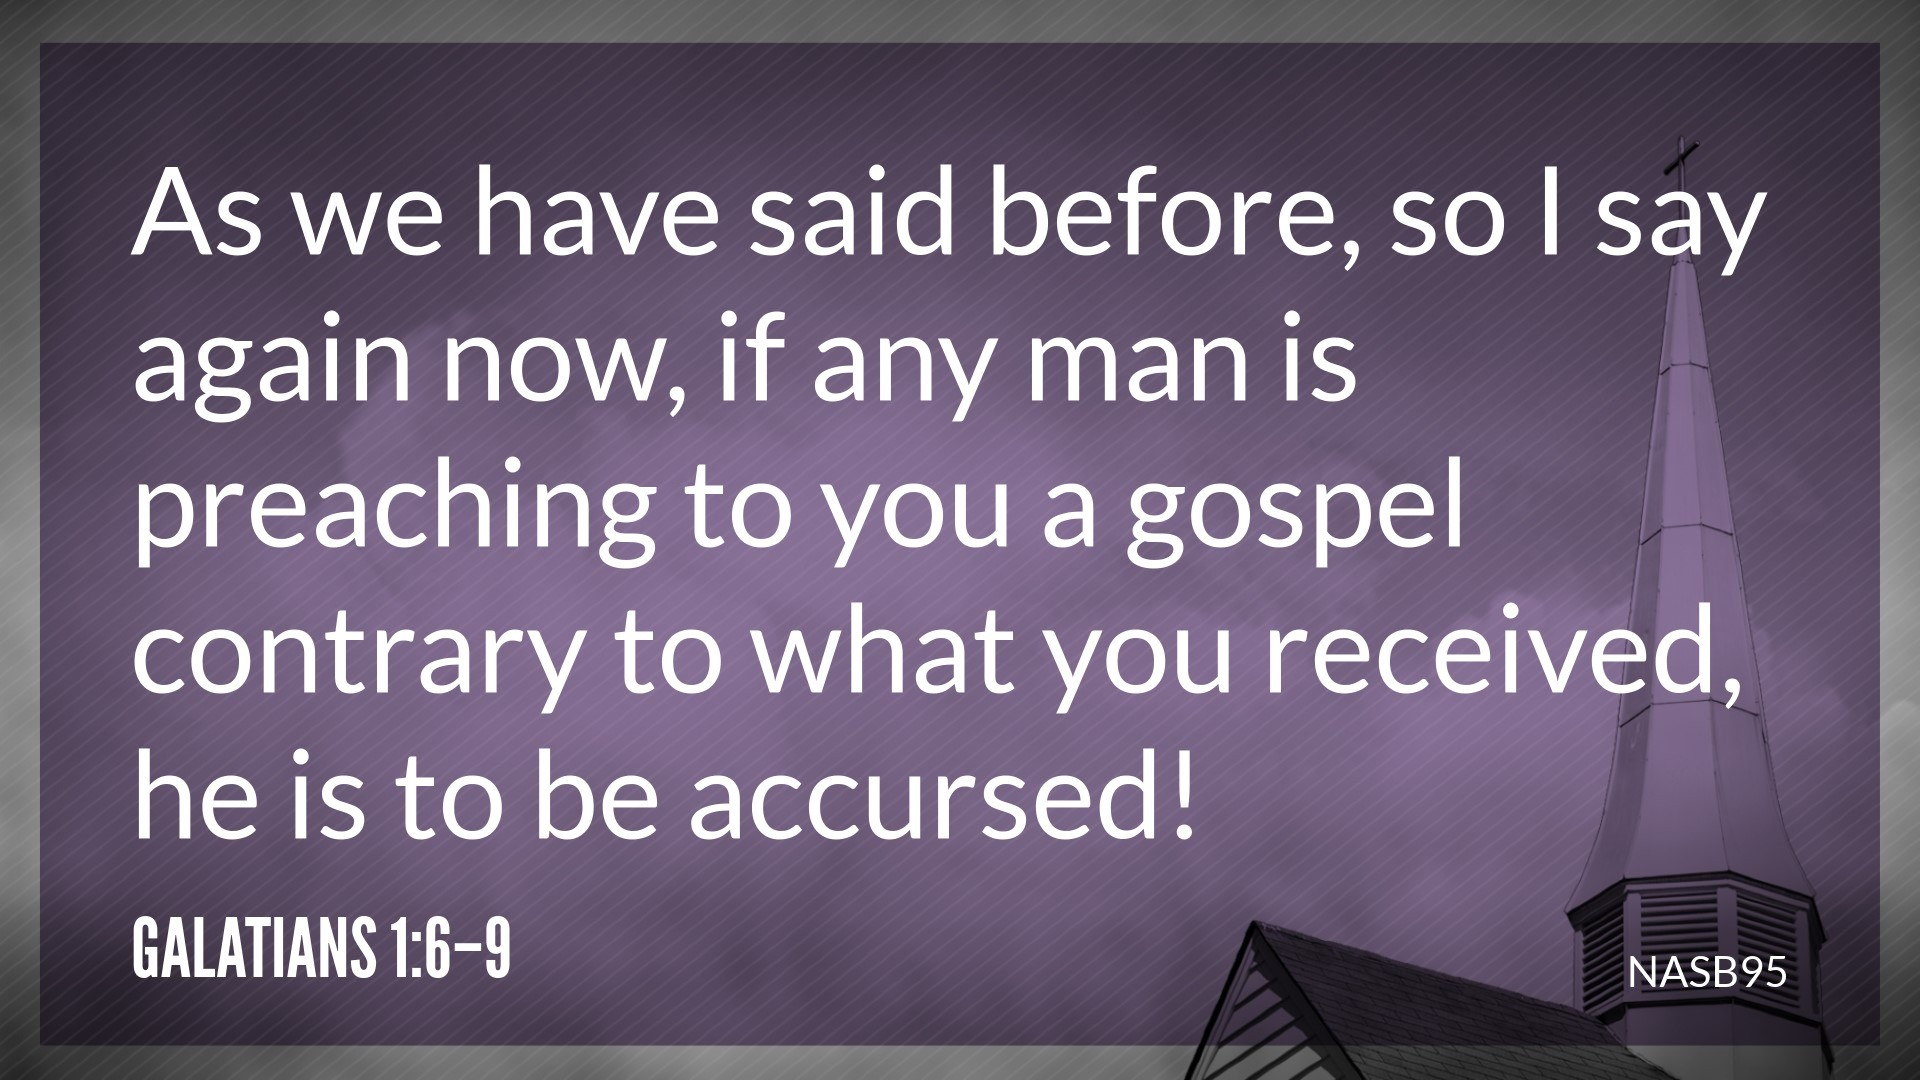 As we have said before, so I say
again now, if any man is
preaching to you a gospel
contrary to what you received,
he is to be accursed!
GALATIANS 1:6–9
NASB95